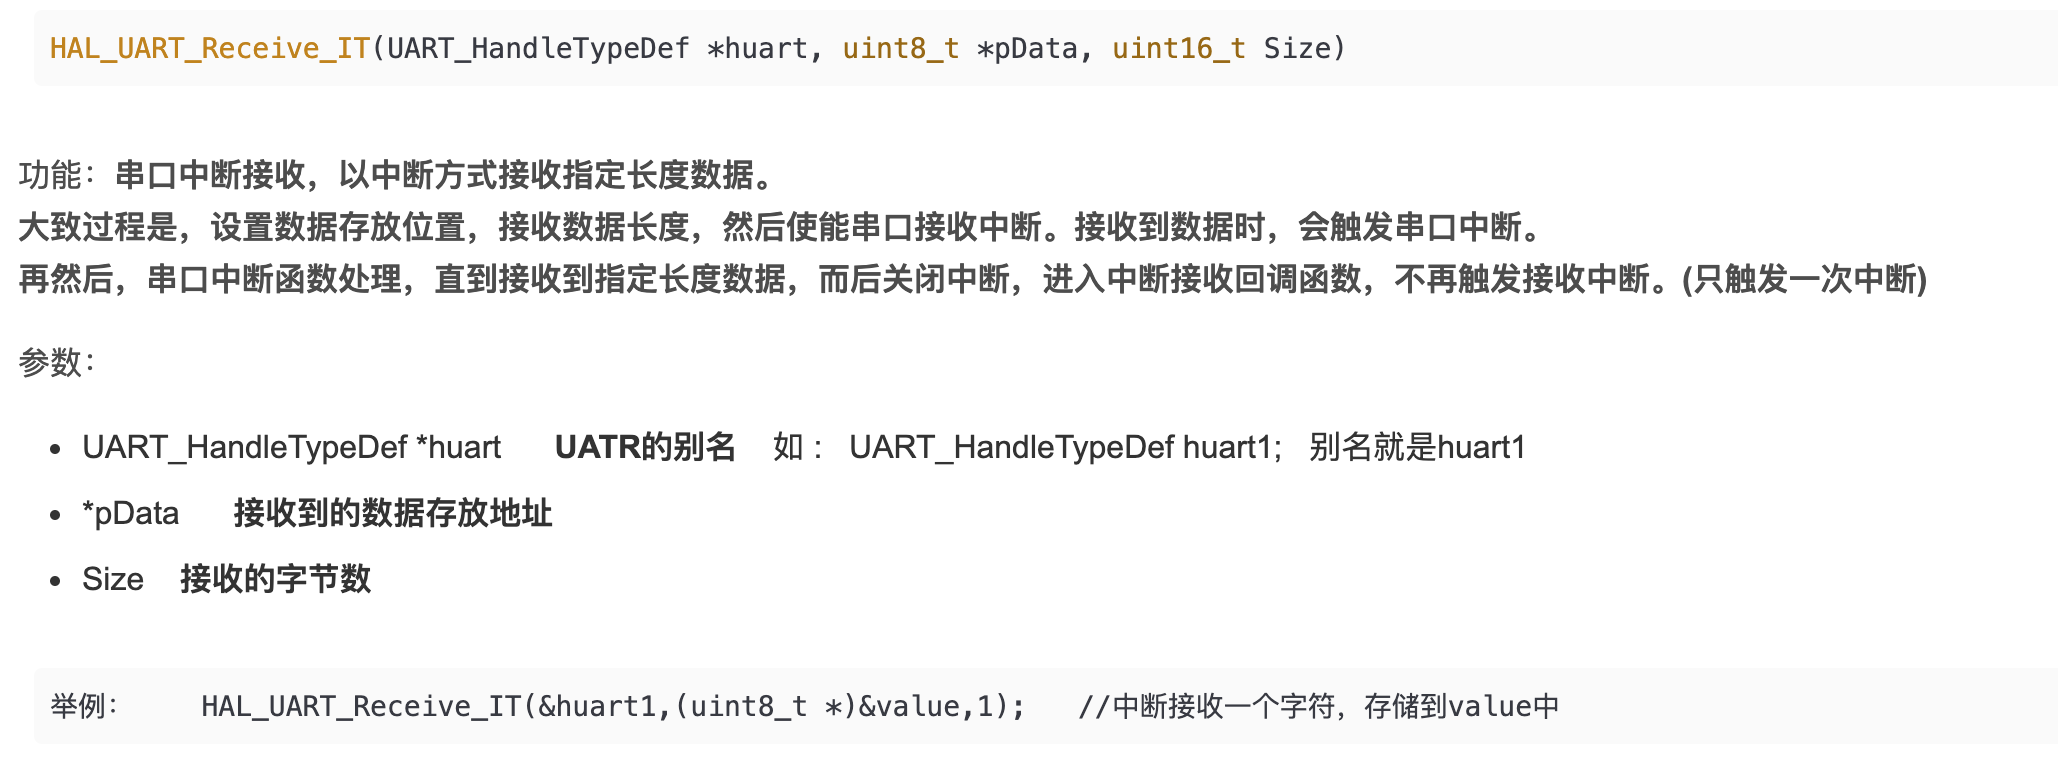 HAL_UART_Receive_IT(UART_HandleTypeDef *huart, uint8_t *pData, uint16_t Size)
功能：串口中断接收，以中断方式接收指定长度数据。
大致过程是，设置数据存放位置，接收数据长度，然后使能串口接收中断。接收到数据时，会触发串口中断。
再然后，串口中断函数处理，直到接收到指定长度数据，而后关闭中断，进入中断接收回调函数，不再触发接收中断。(只触发一次中断)
参数：
• UART_HandleTypeDef *huart UATR的别名 如 : UART_HandleTypeDef huart1; 别名就是huart1
• *pData 接收到的数据存放地址
• Size 接收的字节数
举例： HAL_UART_Receive_IT(&huart1,(uint8_t *)&value,1); //中断接收一个字符，存储到value中